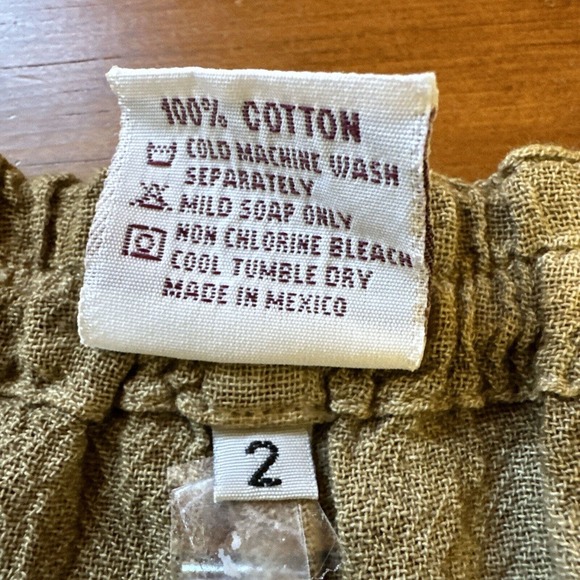 100% COTTON
COLD MACHINE WASH
SEPARATELY
MILD SOAP ONLY
NON CHLORINE BLEACH
COOL TUMBLE DRY
MADE IN MEXICO
2